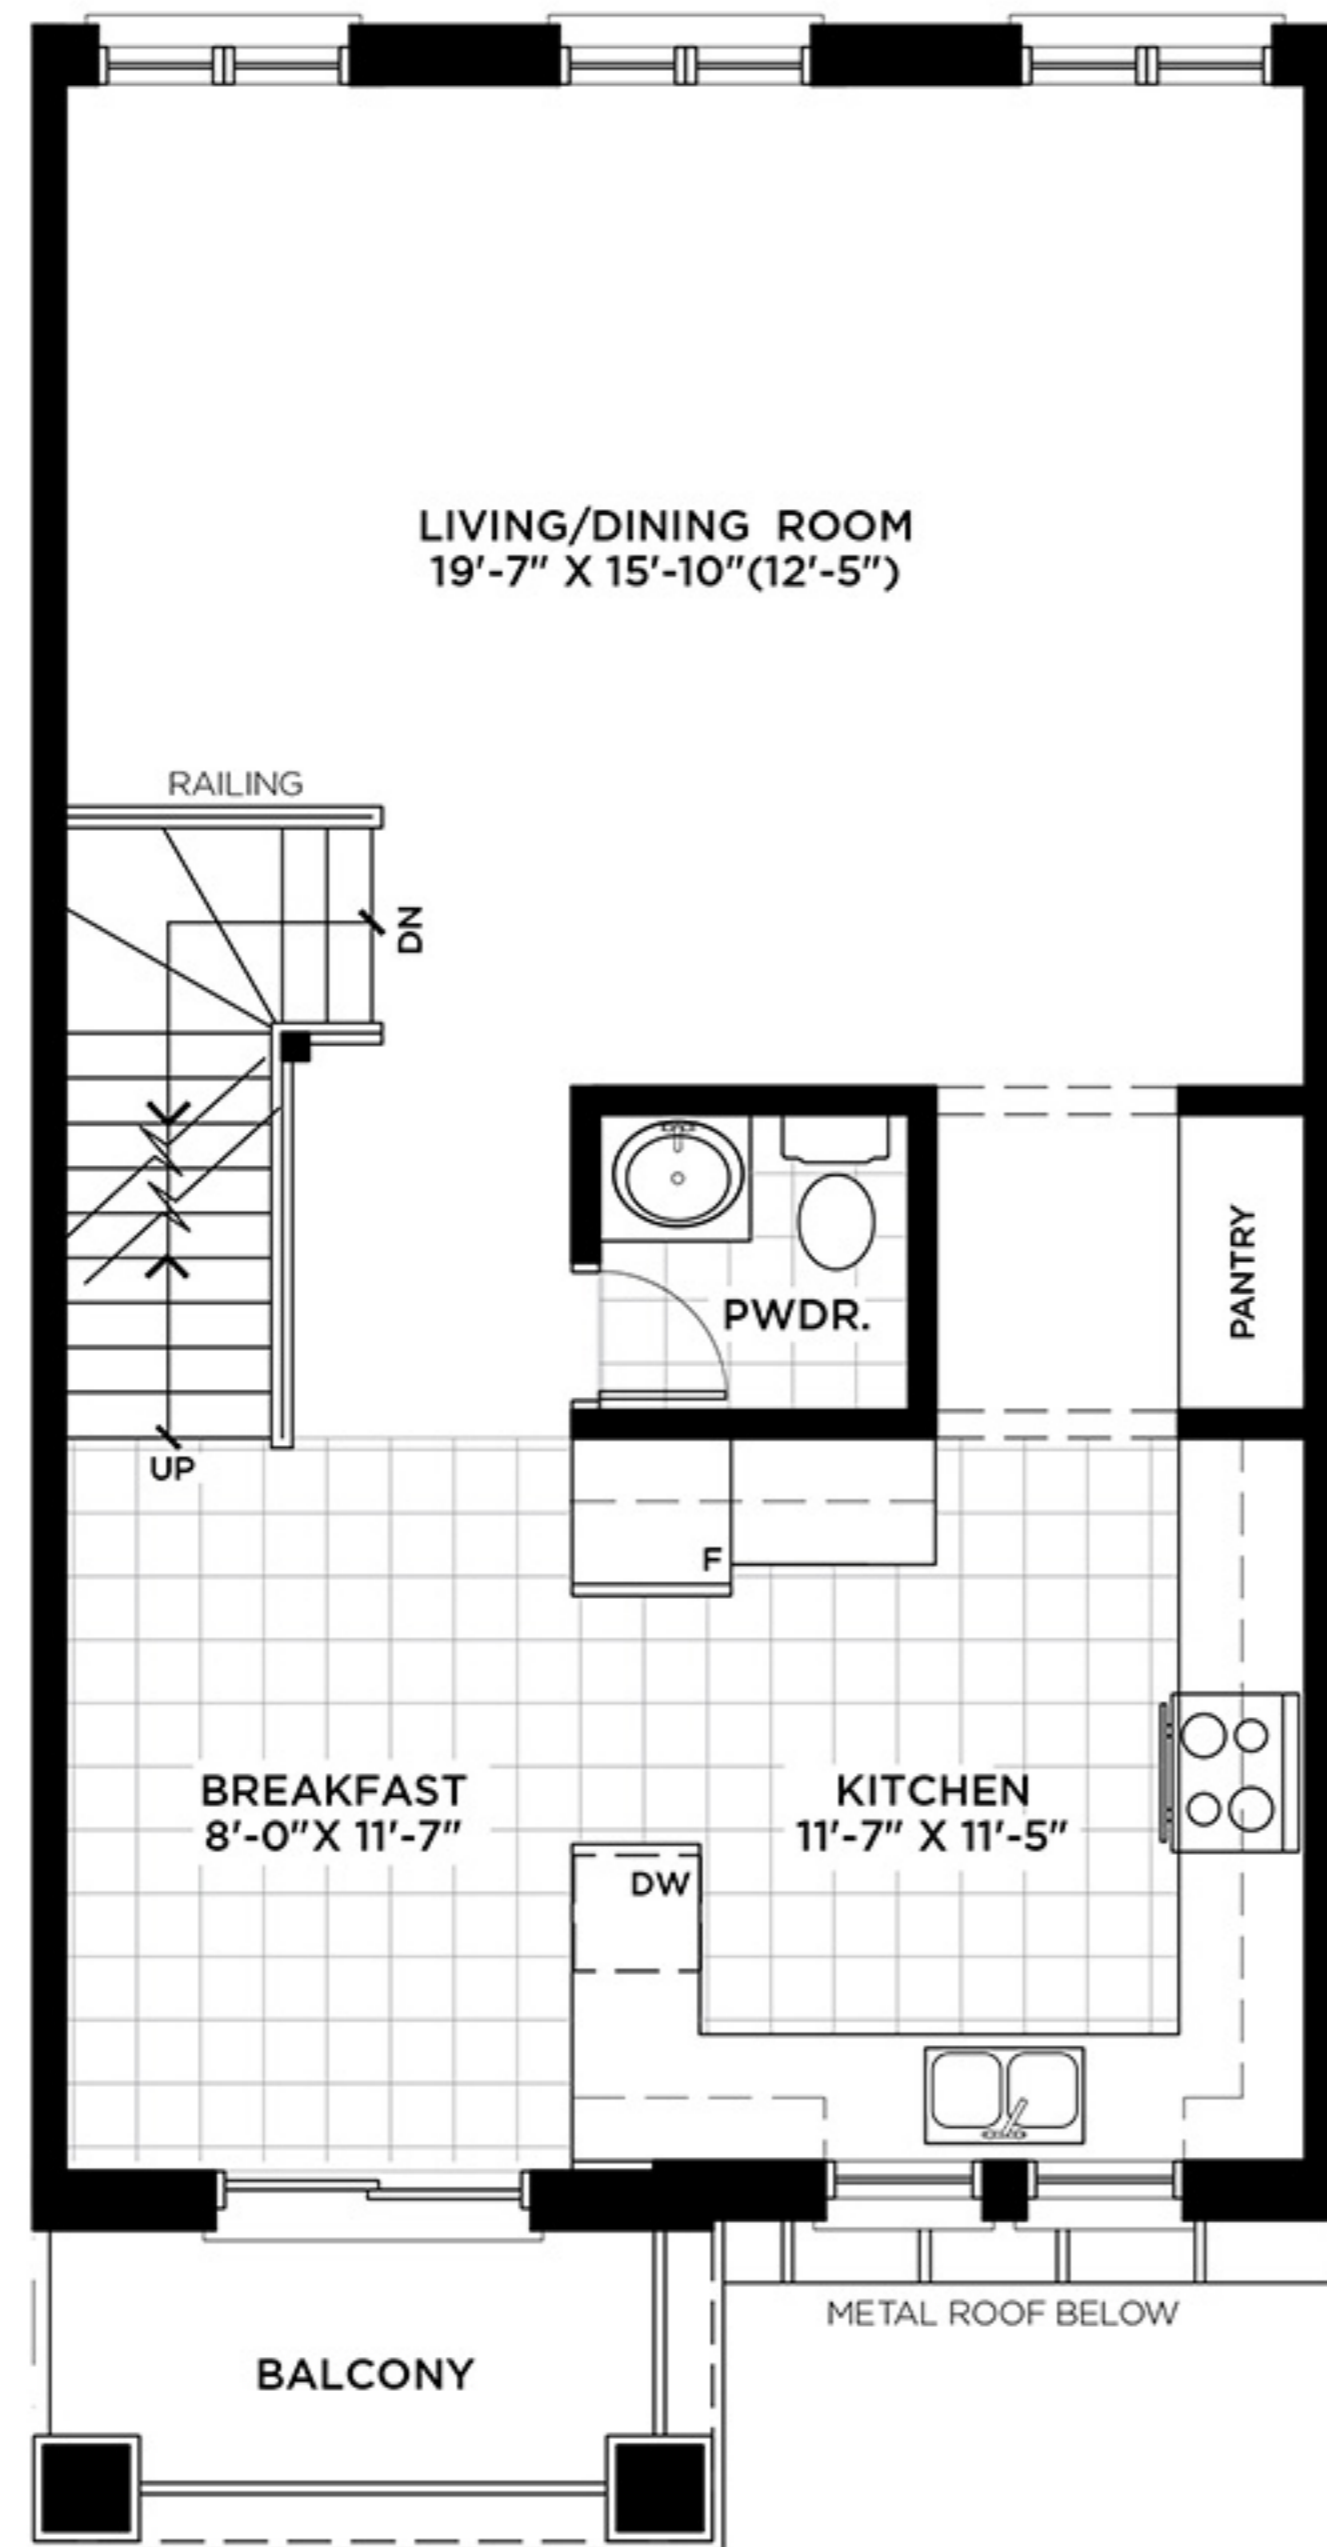 LIVING/DINING ROOM
19'-7" X 15'-10"(12'-5")
RAILING
DN
PWDR.
PANTRY
UP
F
BREAKFAST
8'-0"X 11'-7"
KITCHEN
11'-7" X 11'-5"
DW
METAL ROOF BELOW
BALCONY